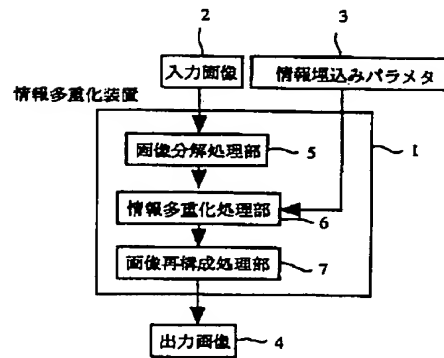 2
3
入力画像
情報埋込みパラメタ
情報多重化装置
画像分解処理部
5
1
情報多重化処理部
6
画像再構成処理部
7
出力画像
4